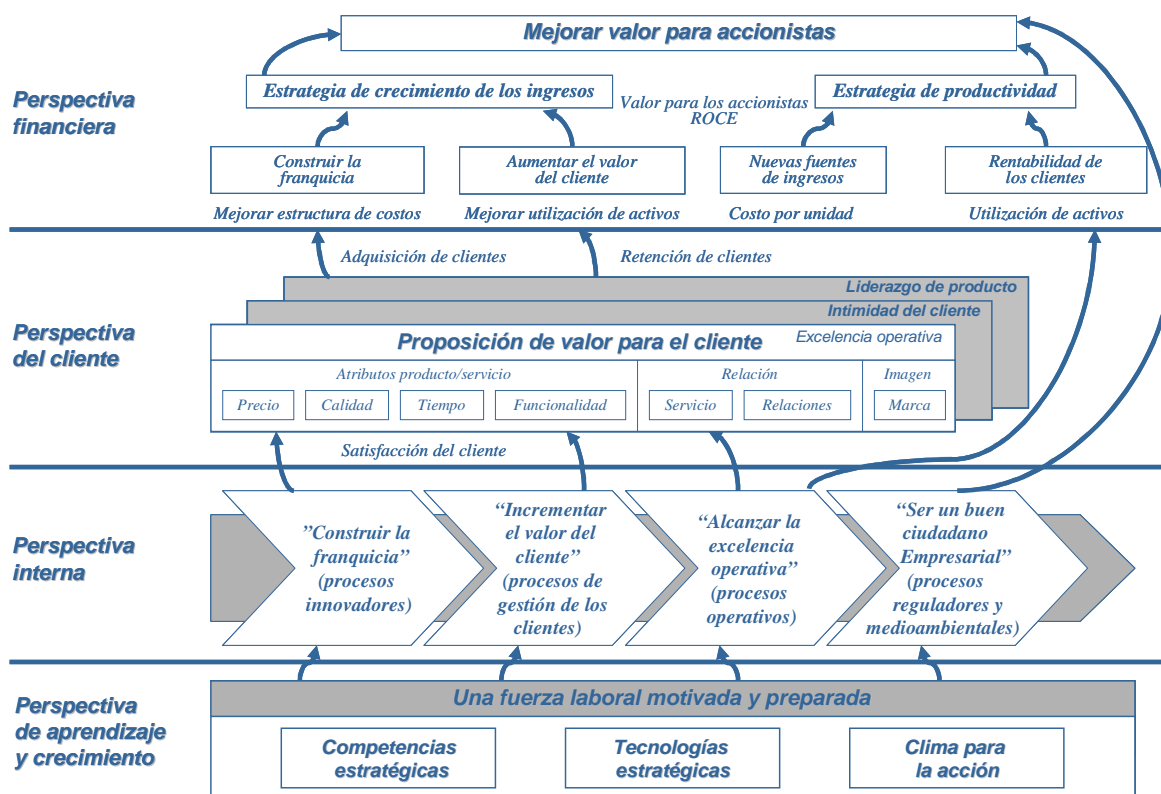 Mejorar valor para accionistas
Perspectiva
financiera
Estrategia de crecimiento de los ingresos
Valor para los accionistas
ROCE
Estrategia de productividad
Construir la
franquicia
Aumentar el valor
del cliente
Nuevas fuentes
de ingresos
Rentabilidad de
los clientes
Mejorar estructura de costos
Mejorar utilización de activos
Costo por unidad
Utilización de activos
Adquisición de clientes
Retención de clientes
Perspectiva
del cliente
Liderazgo de producto
Intimidad del cliente
Proposición de valor para el cliente
Excelencia operativa
Atributos producto/servicio
Relación
Imagen
Precio
Calidad
Tiempo
Funcionalidad
Servicio
Relaciones
Marca
Satisfacción del cliente
Perspectiva
interna
”Construir la
franquicia”
(procesos
innovadores)
“Incrementar
el valor del
cliente”
(procesos de
gestión de los
clientes)
“Alcanzar la
excelencia
operativa”
(procesos
operativos)
“Ser un buen
ciudadano
Empresarial”
(procesos
reguladores y
medioambientales)
Perspectiva
de aprendizaje
y crecimiento
Una fuerza laboral motivada y preparada
Competencias
estratégicas
Tecnologías
estratégicas
Clima para
la acción